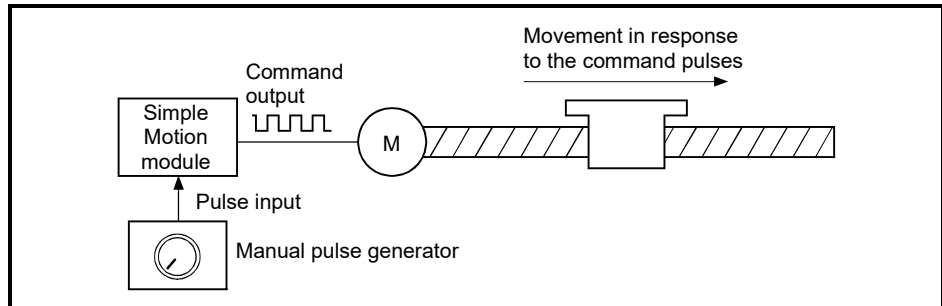 Movement in response
to the command pulses
Command
output
Simple
Motion
module
M
Pulse input
Manual pulse generator